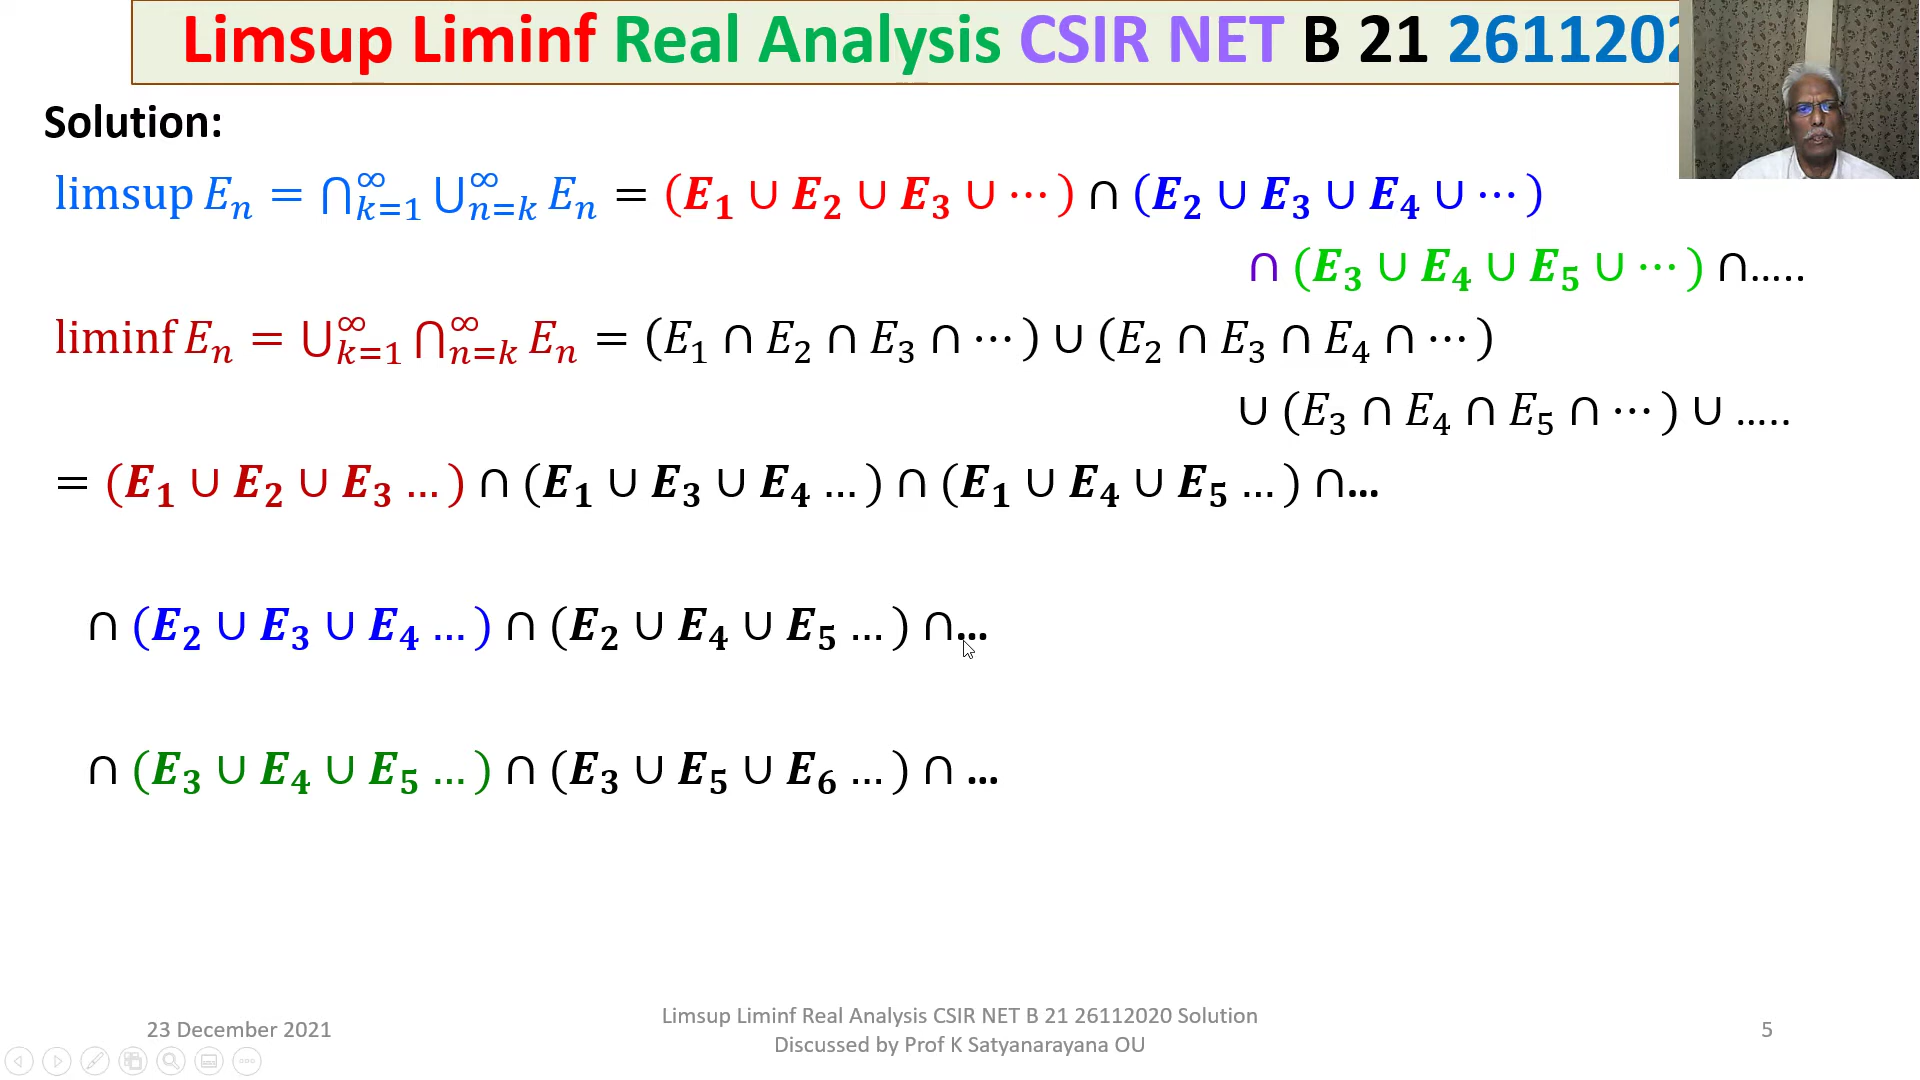 Limsup Liminf Real Analysis CSIR NET B 21 2611202
Solution:
limsup Eₙ = ⋂_{k=1}^{∞} ⋃_{n=k}^{∞} Eₙ = (E₁ ∪ E₂ ∪ E₃ ∪ ⋯ ) ∩ (E₂ ∪ E₃ ∪ E₄ ∪ ⋯ )
∩ (E₃ ∪ E₄ ∪ E₅ ∪ ⋯ ) ∩.....
liminf Eₙ = ⋃_{k=1}^{∞} ⋂_{n=k}^{∞} Eₙ = (E₁ ∩ E₂ ∩ E₃ ∩ ⋯ ) ∪ (E₂ ∩ E₃ ∩ E₄ ∩ ⋯ )
∪ (E₃ ∩ E₄ ∩ E₅ ∩ ⋯ ) ∪ .....
= (E₁ ∪ E₂ ∪ E₃ … ) ∩ (E₁ ∪ E₃ ∪ E₄ … ) ∩ (E₁ ∪ E₄ ∪ E₅ … ) ∩…
∩ (E₂ ∪ E₃ ∪ E₄ … ) ∩ (E₂ ∪ E₄ ∪ E₅ … ) ∩…
∩ (E₃ ∪ E₄ ∪ E₅ … ) ∩ (E₃ ∪ E₅ ∪ E₆ … ) ∩ …
23 December 2021
Limsup Liminf Real Analysis CSIR NET B 21 26112020 Solution
Discussed by Prof K Satyanarayana OU
5